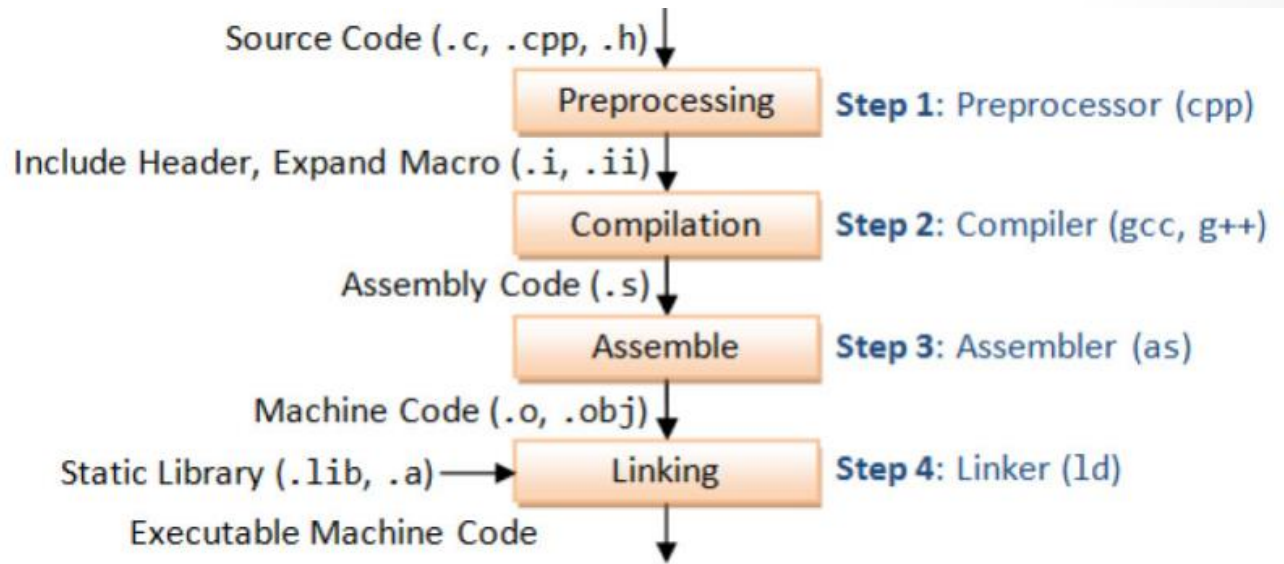 Source Code (.c, .cpp, .h)
Preprocessing
Step 1: Preprocessor (cpp)
Include Header, Expand Macro (.i, .ii)
Compilation
Step 2: Compiler (gcc, g++)
Assembly Code (.s)
Assemble
Step 3: Assembler (as)
Machine Code (.o, .obj)
Static Library (.lib, .a)
Linking
Step 4: Linker (ld)
Executable Machine Code